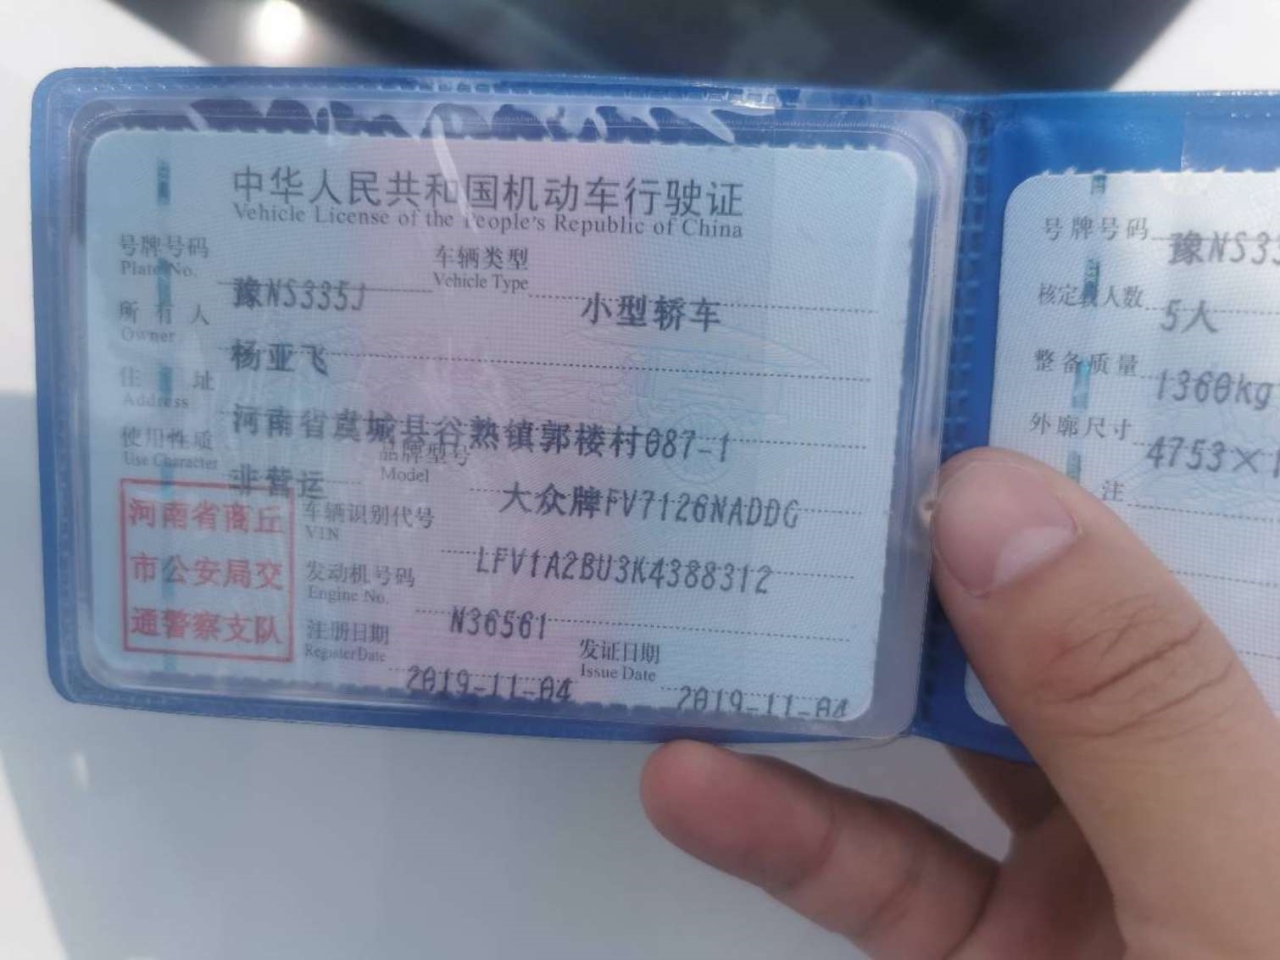 中华人民共和国机动车行驶证
Vehicle License of the People's Republic of China
号牌号码 豫NS335J 车辆类型 小型轿车
Plate No. Vehicle Type
所有人 杨亚飞
Owner
住址 河南省虞城县谷熟镇郭楼村087-1
Address
使用性质 非营运 品牌型号 大众牌FV7126NADDG
Use Character Model
河南省商丘
市公安局交
通警察支队
车辆识别代号 LFV1A2BU3K4388312
VIN
发动机号码 N36561
Engine No.
注册日期 2019-11-04 发证日期 2019-11-04
Register Date Issue Date
号牌号码 豫NS33
核定载人数 5人
整备质量 1360kg
外廓尺寸 4753×1
注